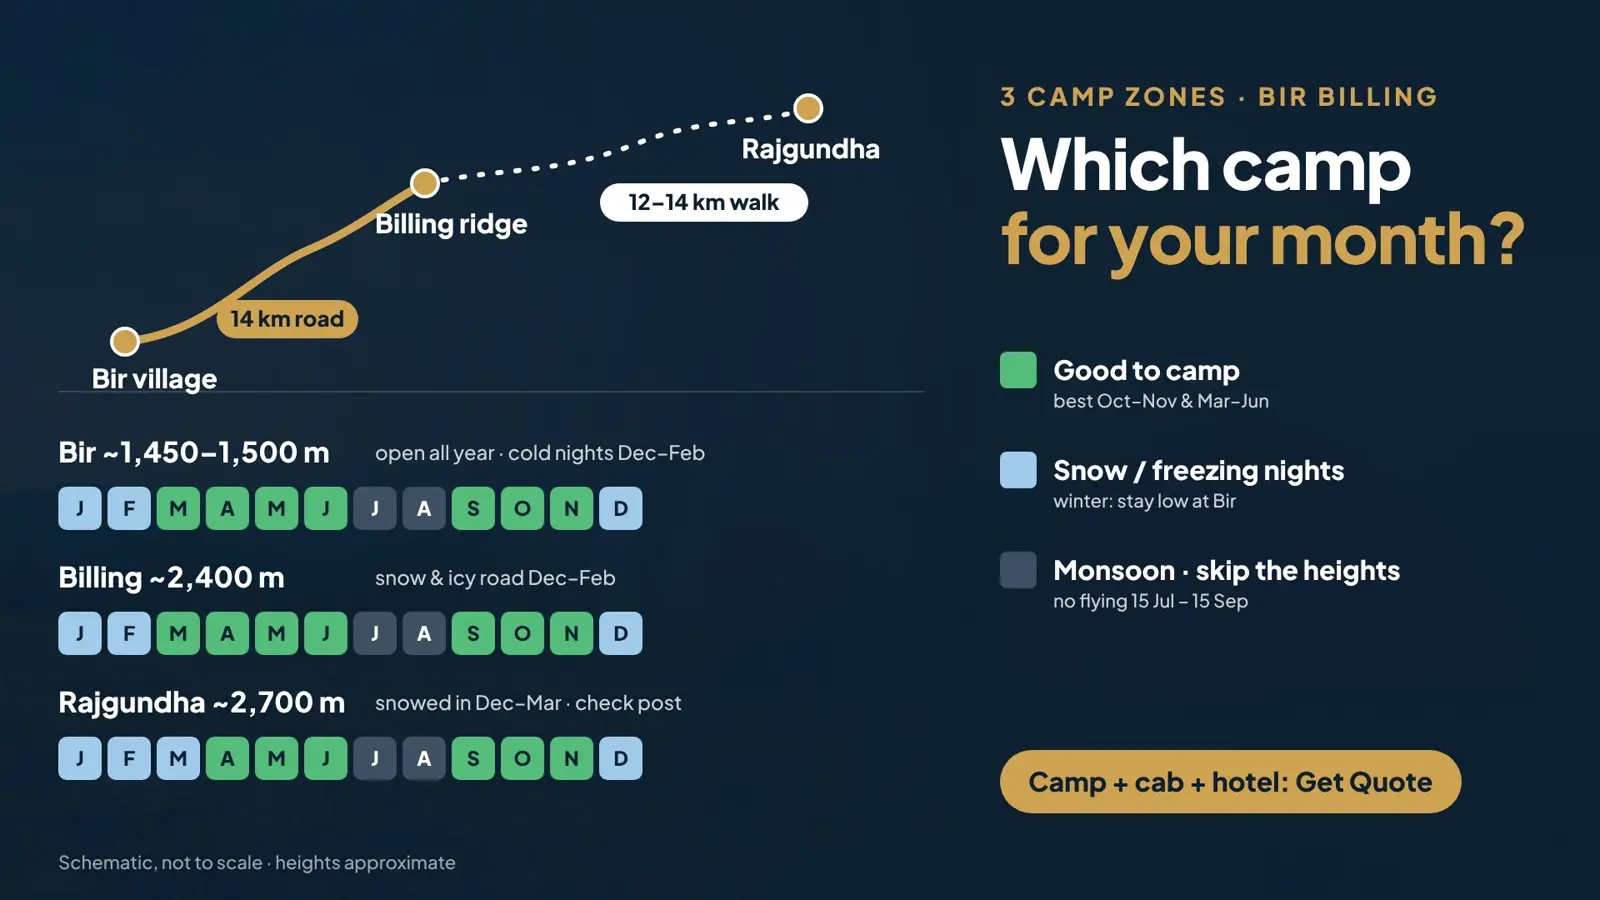 Rajgundha
12–14 km walk
Billing ridge
14 km road
Bir village
Bir ~1,450–1,500 m
open all year · cold nights Dec–Feb
J F M A M J J A S O N D
Billing ~2,400 m
snow & icy road Dec–Feb
J F M A M J J A S O N D
Rajgundha ~2,700 m
snowed in Dec–Mar · check post
J F M A M J J A S O N D
Schematic, not to scale · heights approximate
3 CAMP ZONES · BIR BILLING
Which camp
for your month?
Good to camp
best Oct–Nov & Mar–Jun
Snow / freezing nights
winter: stay low at Bir
Monsoon · skip the heights
no flying 15 Jul – 15 Sep
Camp + cab + hotel: Get Quote